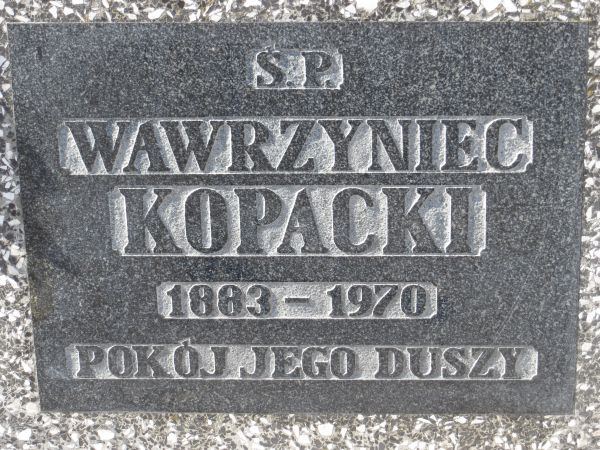 Ś.P.
WAWRZYNIEC
KOPACKI
1883 – 1970
POKÓJ JEGO DUSZY